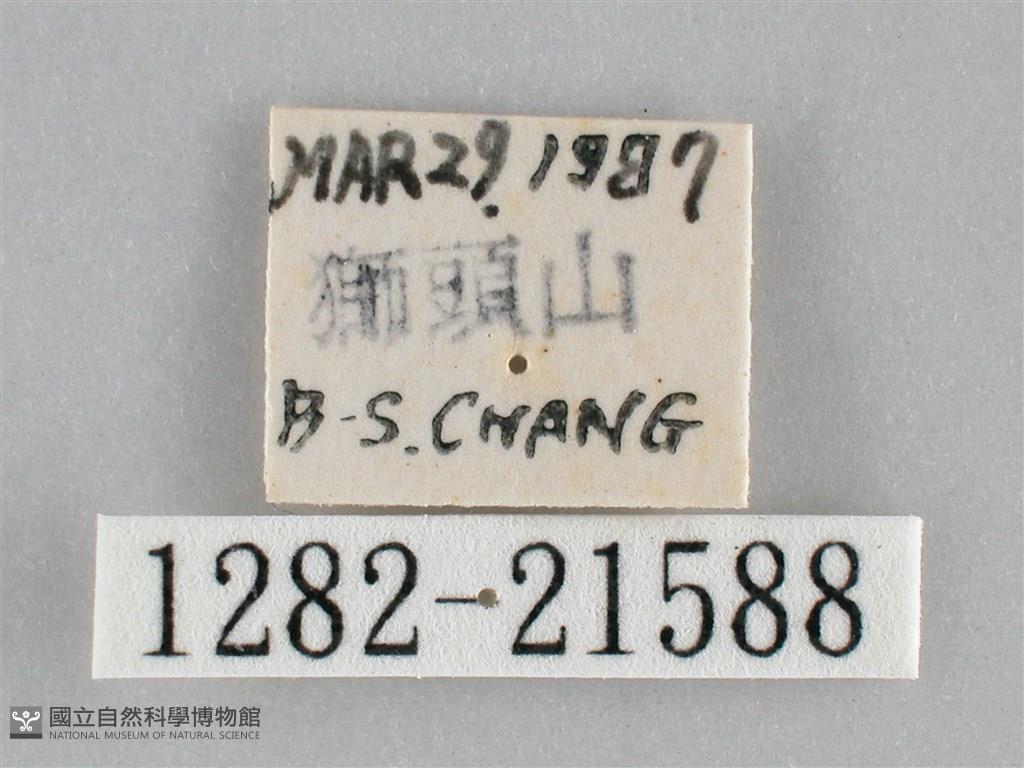 MAR 29. 1987
獅頭山
B-S. CHANG
1282-21588
國立自然科學博物館
NATIONAL MUSEUM OF NATURAL SCIENCE